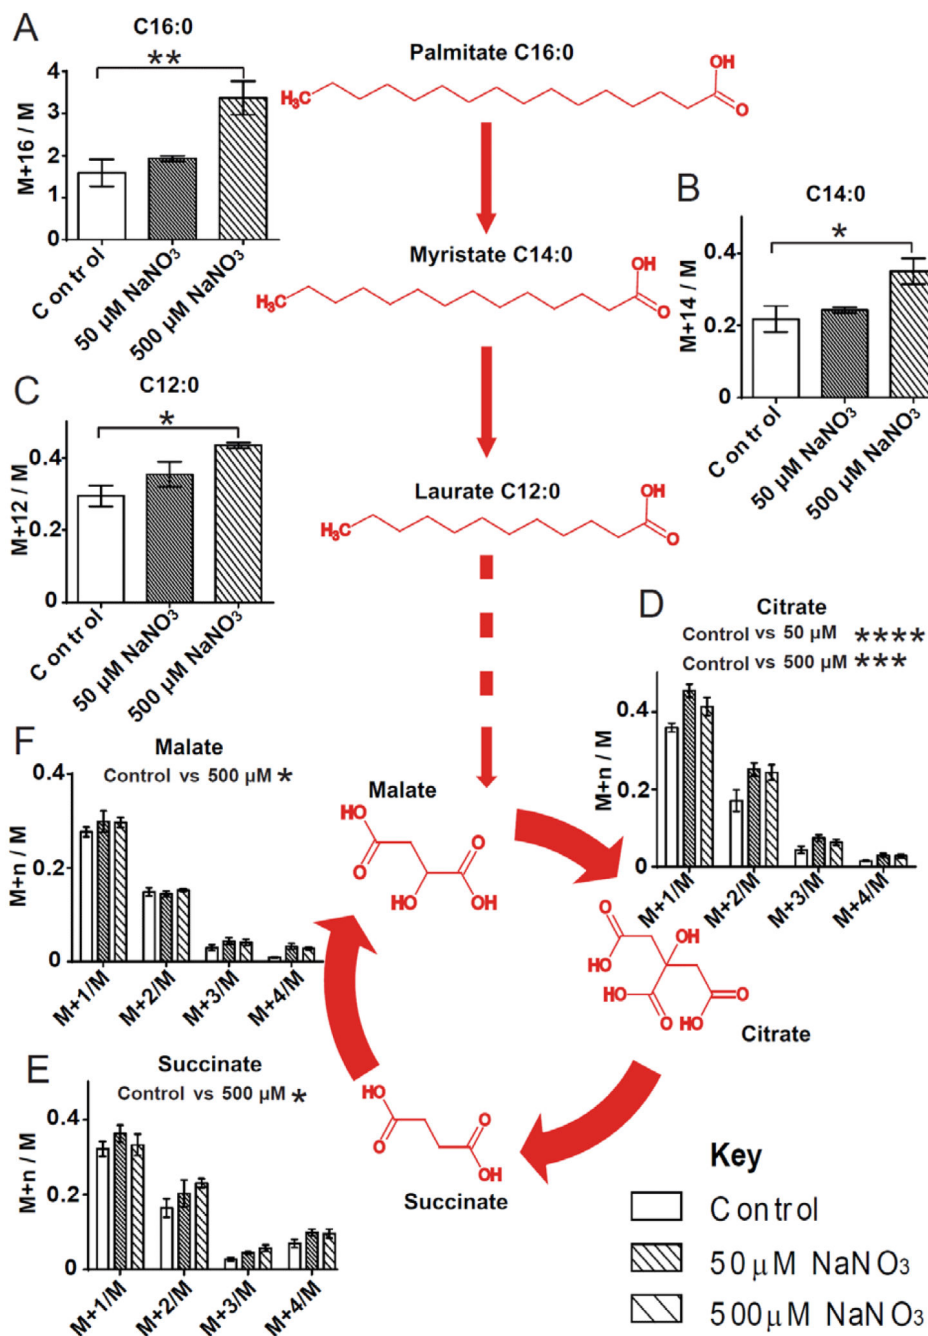 A
C16:0
**
M+16 / M
4
3
2
1
0
Control
50 µM NaNO3
500 µM NaNO3
Palmitate C16:0
H3C
OH
O
B
C14:0
*
M+14 / M
0.4
0.2
0
Control
50 µM NaNO3
500 µM NaNO3
Myristate C14:0
H3C
OH
O
C
C12:0
*
M+12 / M
0.4
0.2
0
Control
50 µM NaNO3
500 µM NaNO3
Laurate C12:0
H3C
OH
O
D
Citrate
Control vs 50 µM ****
Control vs 500 µM ***
M+n / M
0.4
0.2
0
M+1/M
M+2/M
M+3/M
M+4/M
F
Malate
Control vs 500 µM *
M+n / M
0.4
0.2
0
M+1/M
M+2/M
M+3/M
M+4/M
Malate
HO
O
O
HO
OH
O
OH
HO
O
HO
O
O
HO
Citrate
E
Succinate
Control vs 500 µM *
M+n / M
0.4
0.2
0
M+1/M
M+2/M
M+3/M
M+4/M
HO
O
O
OH
Succinate
Key
Control
50µM NaNO3
500µM NaNO3